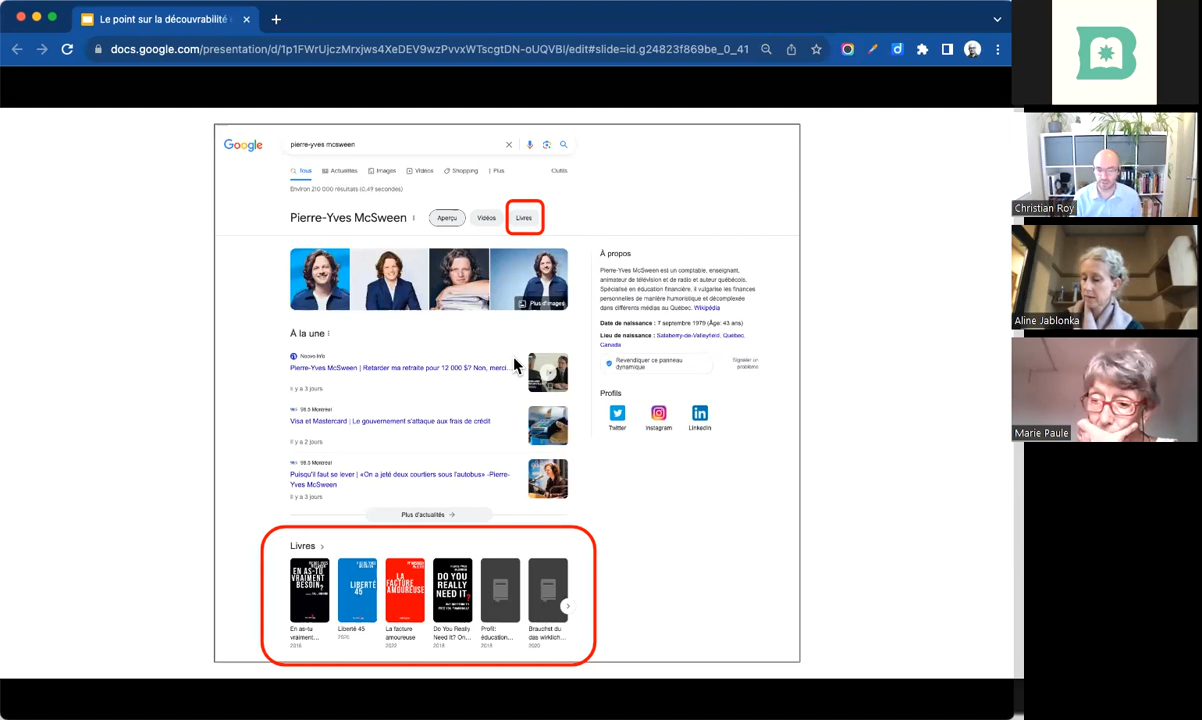 Le point sur la découvrabilité
docs.google.com/presentation/d/1p1FWrUjczMrxjws4XeDEV9wzPvvxWTscgtDN-oUQVBI/edit#slide=id.g24823f869be_0_41
Google
pierre-yves mcsween
Tous
Actualités
Images
Vidéos
Shopping
Plus
Outils
Environ 210 000 résultats (0,49 secondes)
Pierre-Yves McSween
Aperçu
Vidéos
Livres
Plus d'images
À la une
Noovo Info
Pierre-Yves McSween | Retarder ma retraite pour 12 000 $? Non, merci...
Il y a 3 jours
98.5 Montréal
Visa et Mastercard | Le gouvernement s'attaque aux frais de crédit
Il y a 2 jours
98.5 Montréal
Puisqu'il faut se lever | «On a jeté deux courtiers sous l'autobus» -Pierre-
Yves McSween
Il y a 3 jours
Plus d'actualités
À propos
Pierre-Yves McSween est un comptable, enseignant,
animateur de télévision et de radio et auteur québécois.
Spécialisé en éducation financière, il vulgarise les finances
personnelles de manière humoristique et décomplexée
dans différents médias au Québec. Wikipédia
Date de naissance : 7 septembre 1979 (Âge: 43 ans)
Lieu de naissance : Salaberry-de-Valleyfield, Québec,
Canada
Revendiquer ce panneau
dynamique
Signaler un
problème
Profils
Twitter
Instagram
LinkedIn
Livres
EN AS-TU
VRAIMENT
BESOIN?
LIBERTÉ
45
LA
FACTURE
AMOUREUSE
DO YOU
REALLY
NEED IT?
En as-tu
vraiment...
2016
Liberté 45
2020
La facture
amoureuse
2022
Do You Really
Need It? On...
2018
Profil:
éducation...
Brauchst du
das wirklich...
2020
Christian Roy
Aline Jablonka
Marie Paule